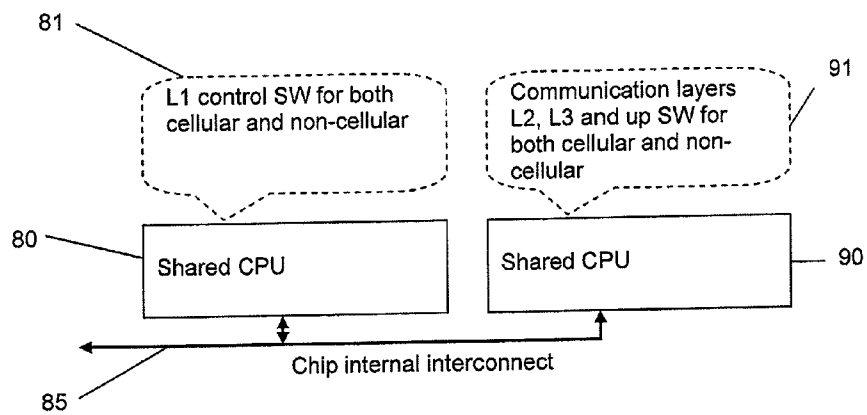 81
L1 control SW for both
cellular and non-cellular
Communication layers
L2, L3 and up SW for
both cellular and non-
cellular
91
80
Shared CPU
Shared CPU
90
Chip internal interconnect
85